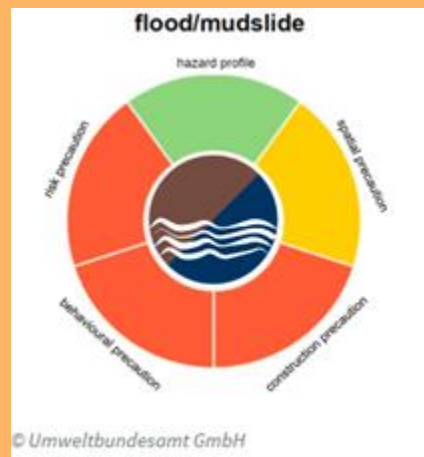 flood/mudslide
hazard profile
spatial precaution
construction precaution
behavioural precaution
risk precaution
© Umweltbundesamt GmbH